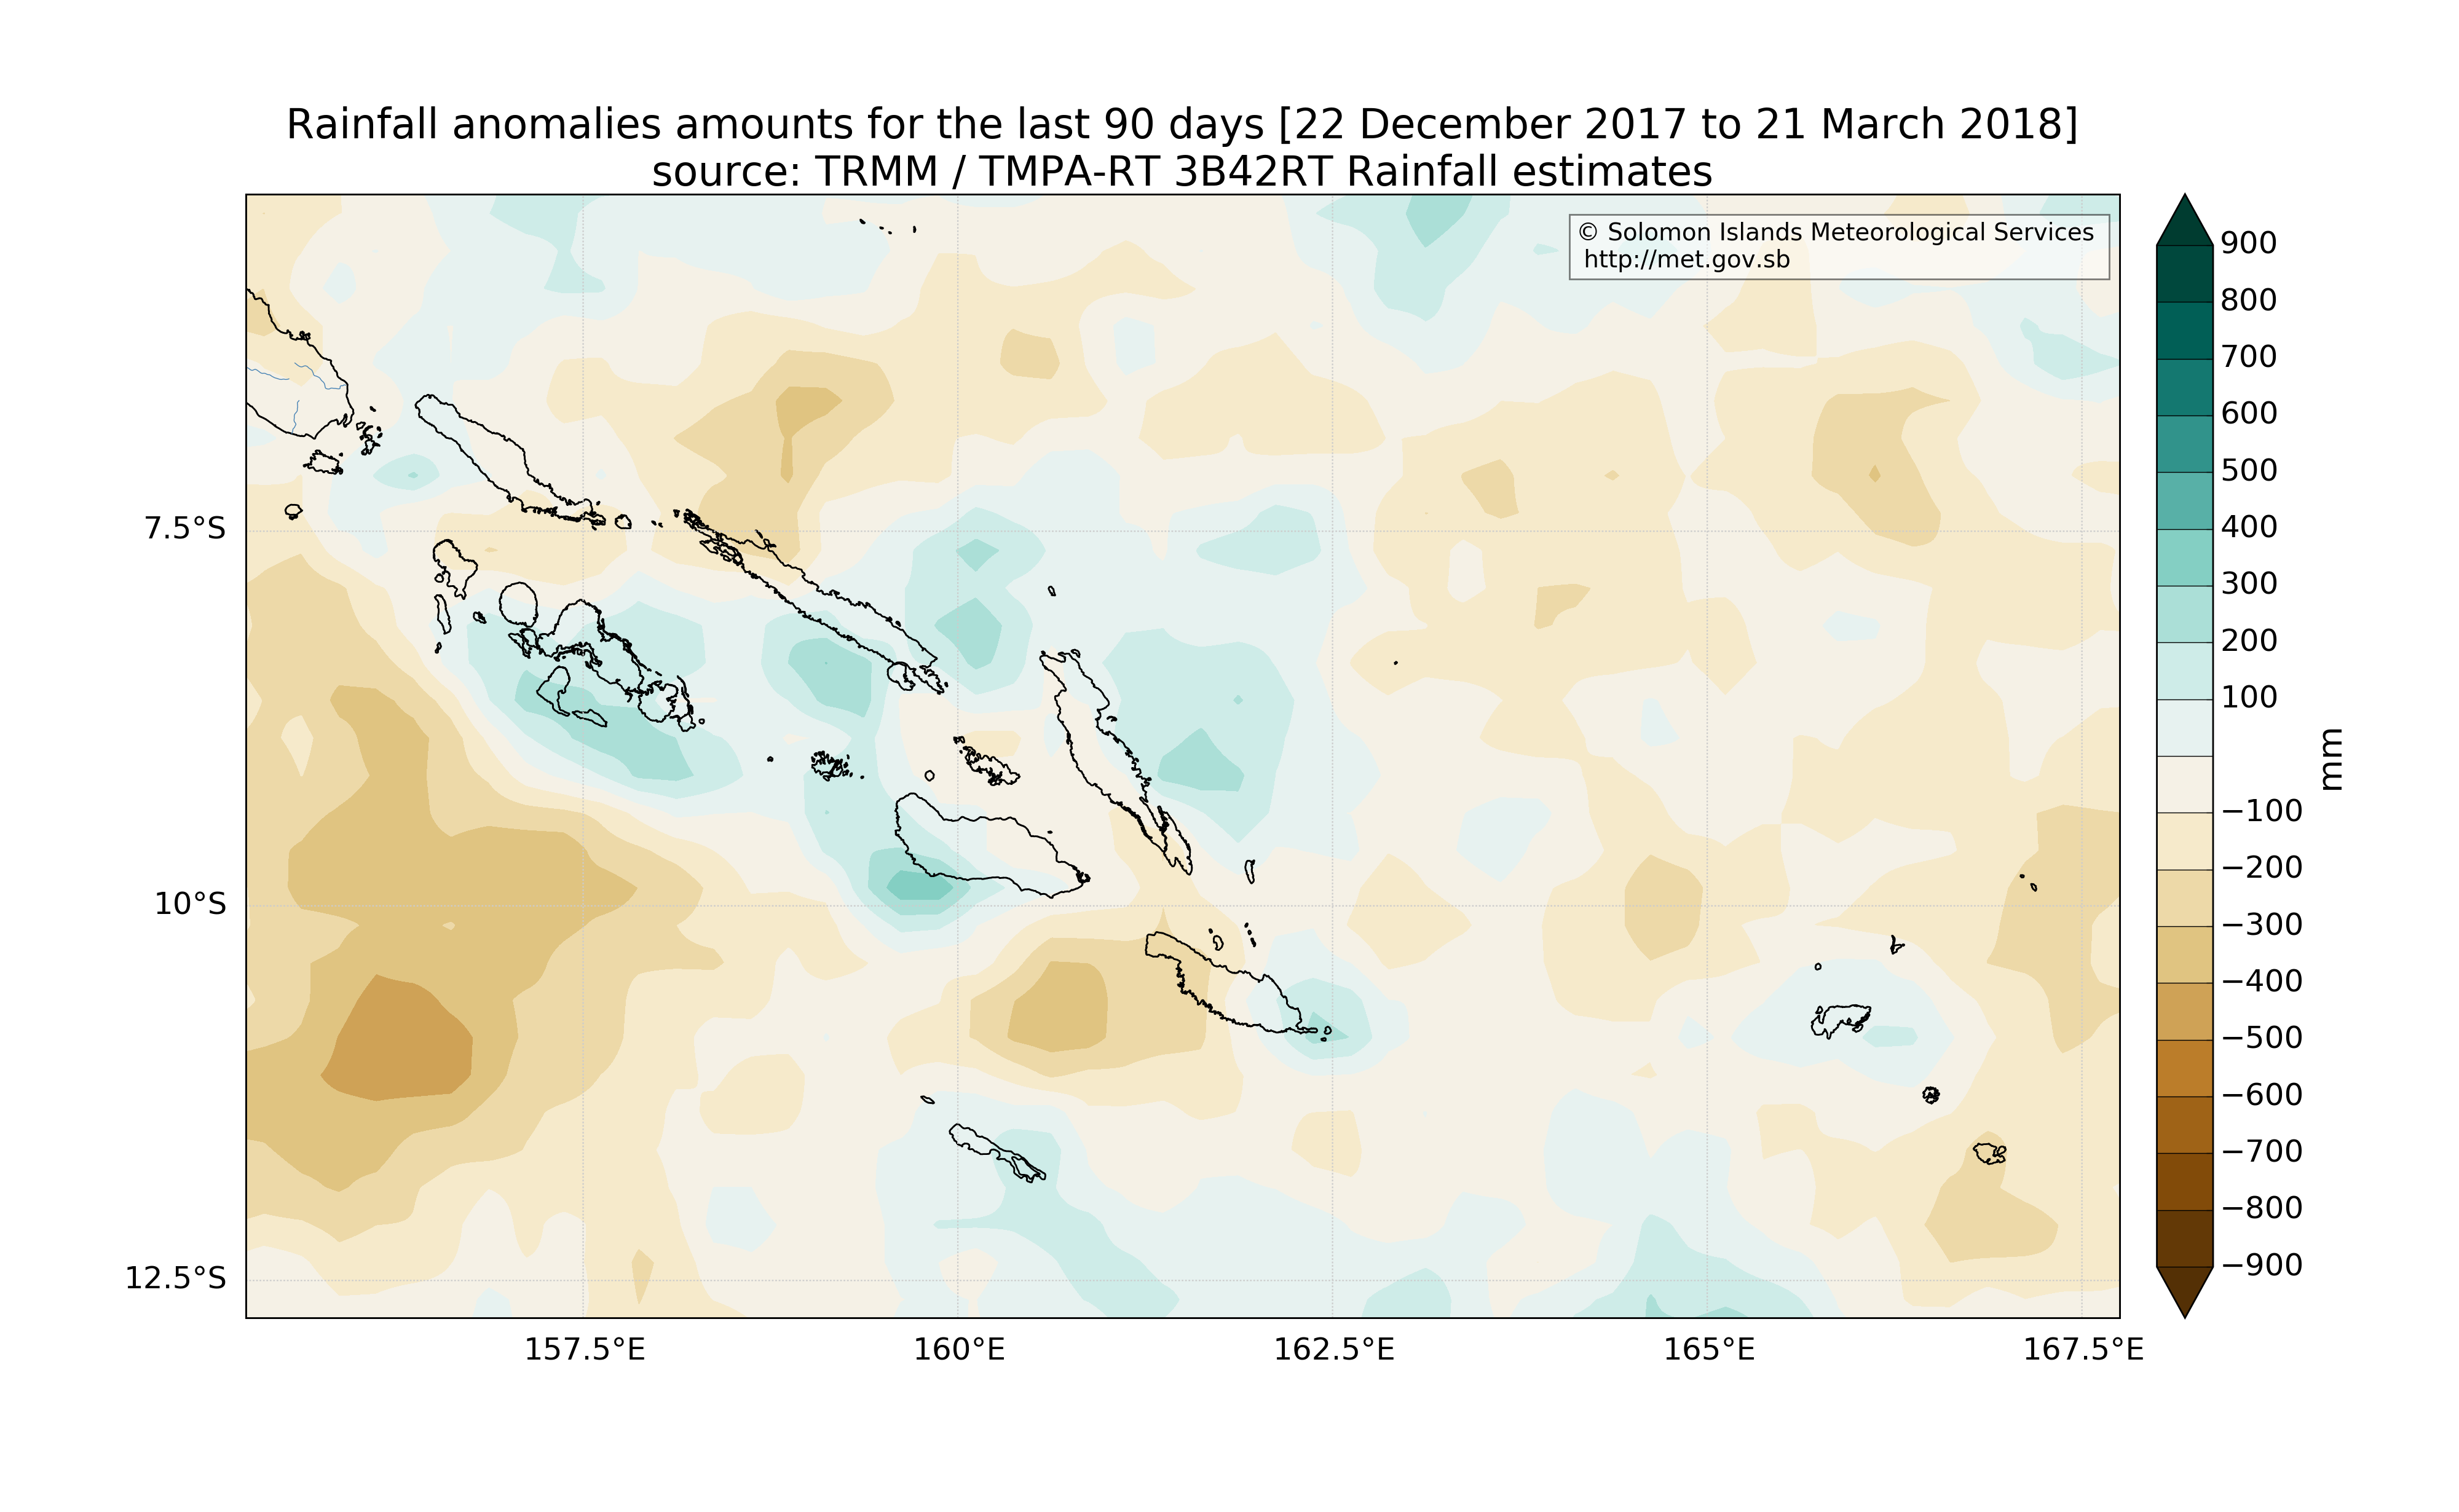 Rainfall anomalies amounts for the last 90 days [22 December 2017 to 21 March 2018]
source: TRMM / TMPA-RT 3B42RT Rainfall estimates
© Solomon Islands Meteorological Services
http://met.gov.sb
7.5°S
10°S
12.5°S
157.5°E
160°E
162.5°E
165°E
167.5°E
900
800
700
600
500
400
300
200
100
−100
−200
−300
−400
−500
−600
−700
−800
−900
mm